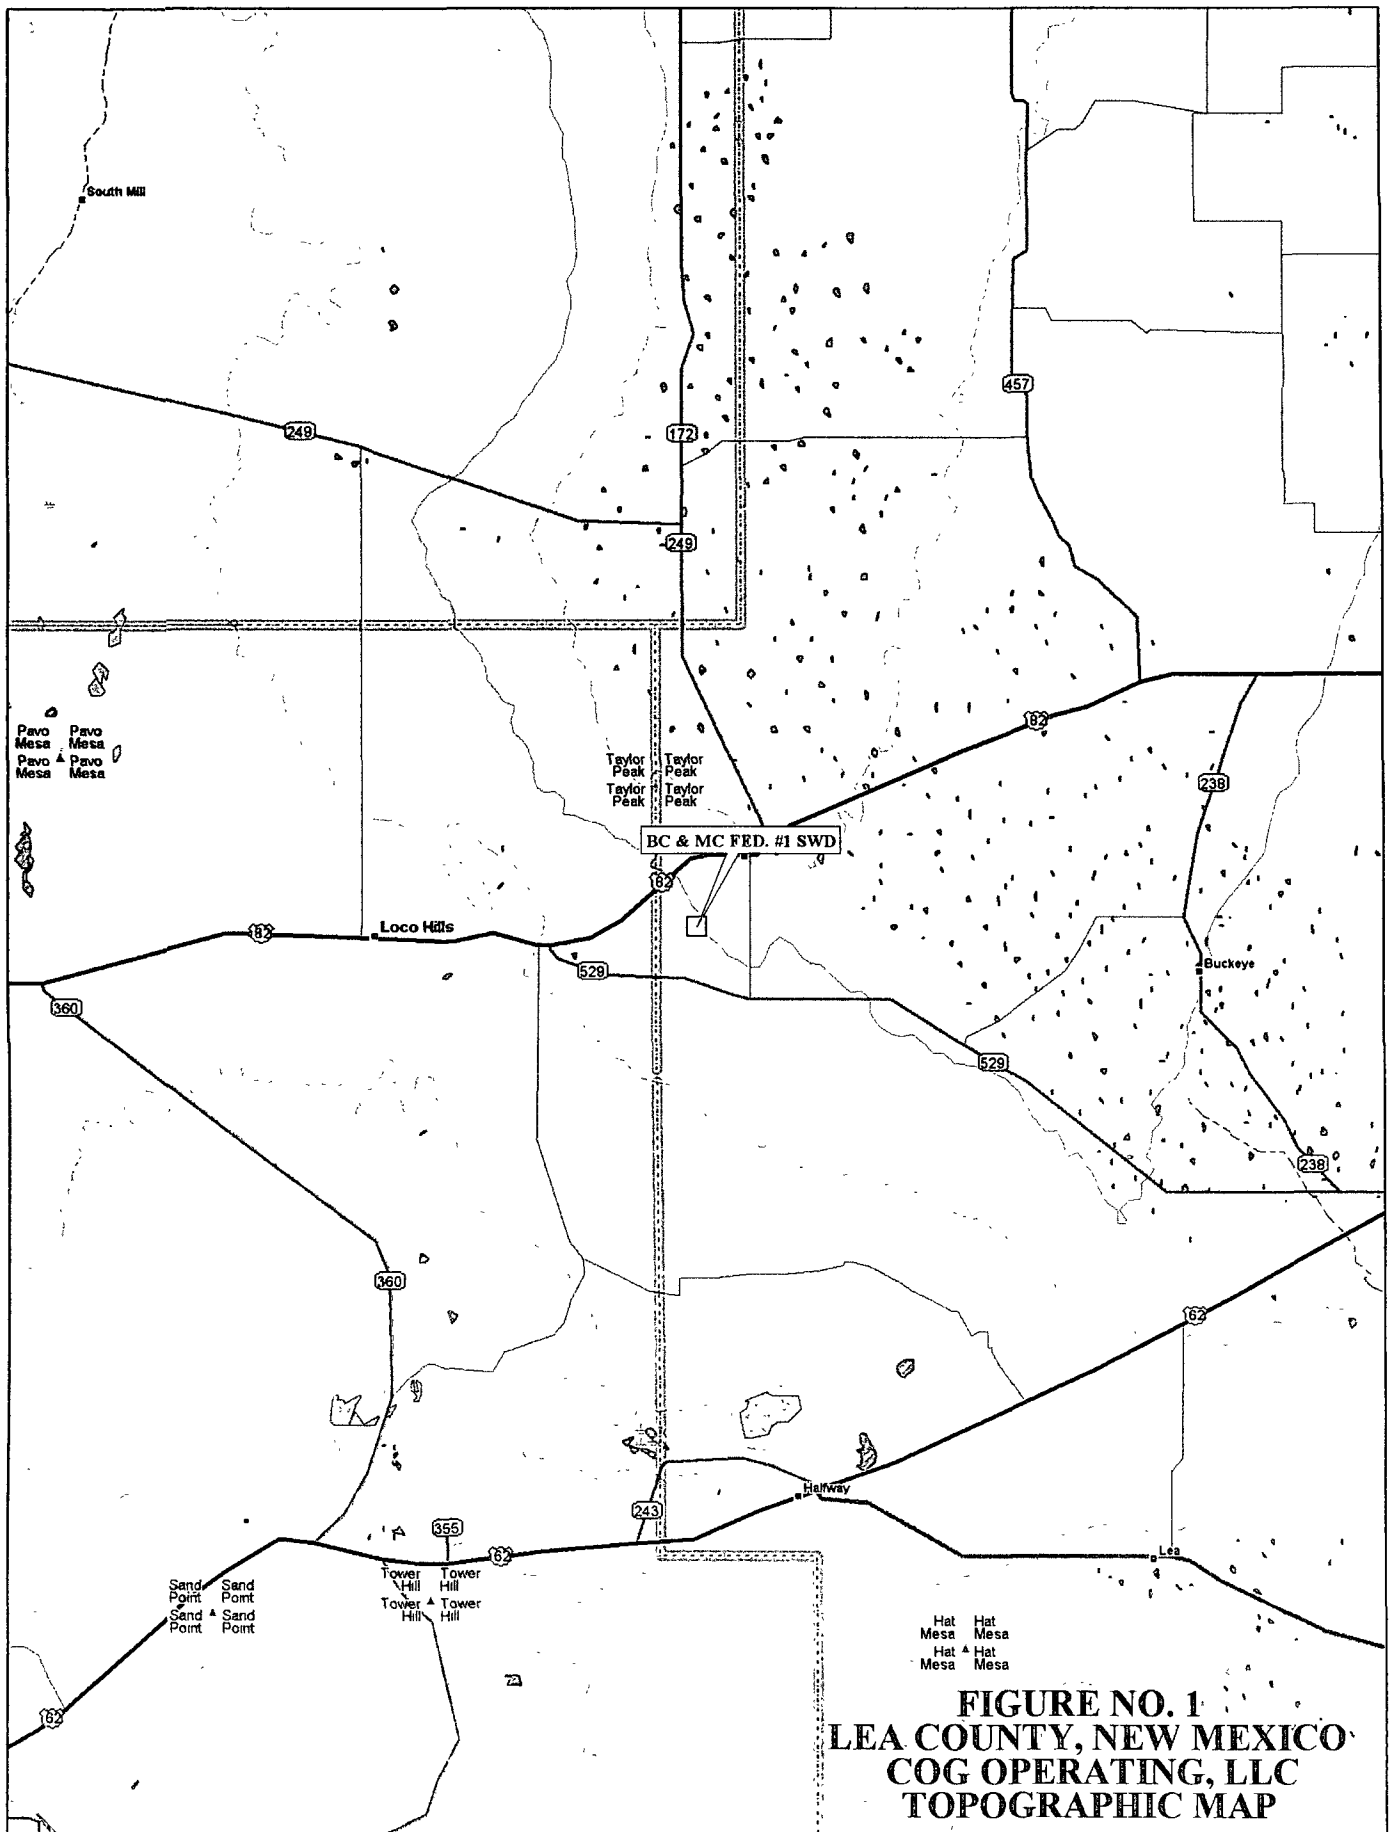 South Mill
457
249
172
249
82
Pavo Pavo
Mesa Mesa
Pavo Pavo
Mesa Mesa
Taylor Taylor
Peak Peak
Taylor Taylor
Peak Peak
238
BC & MC FED. #1 SWD
82
82
Loco Hills
529
Buckeye
360
529
238
360
62
Halfway
243
355
62
Lea
Tower Tower
Hill Hill
Tower Tower
Hill Hill
Sand Sand
Point Point
Sand Sand
Point Point
Hat Hat
Mesa Mesa
Hat Hat
Mesa Mesa
62
FIGURE NO. 1
LEA COUNTY, NEW MEXICO
COG OPERATING, LLC
TOPOGRAPHIC MAP